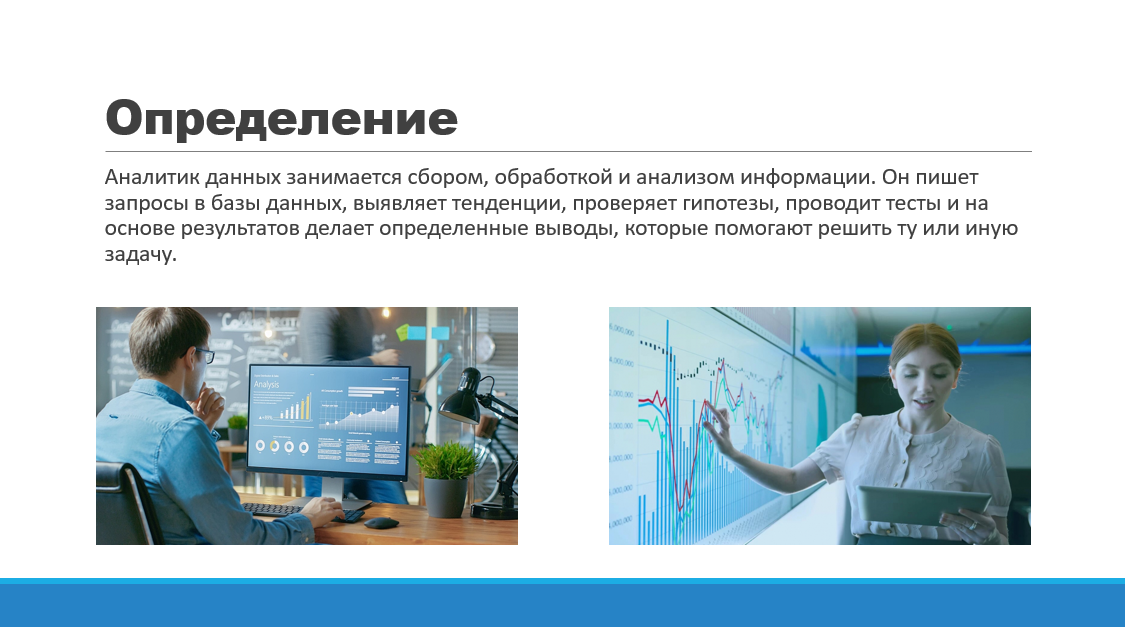 Определение
Аналитик данных занимается сбором, обработкой и анализом информации. Он пишет
запросы в базы данных, выявляет тенденции, проверяет гипотезы, проводит тесты и на
основе результатов делает определенные выводы, которые помогают решить ту или иную
задачу.
Analysis